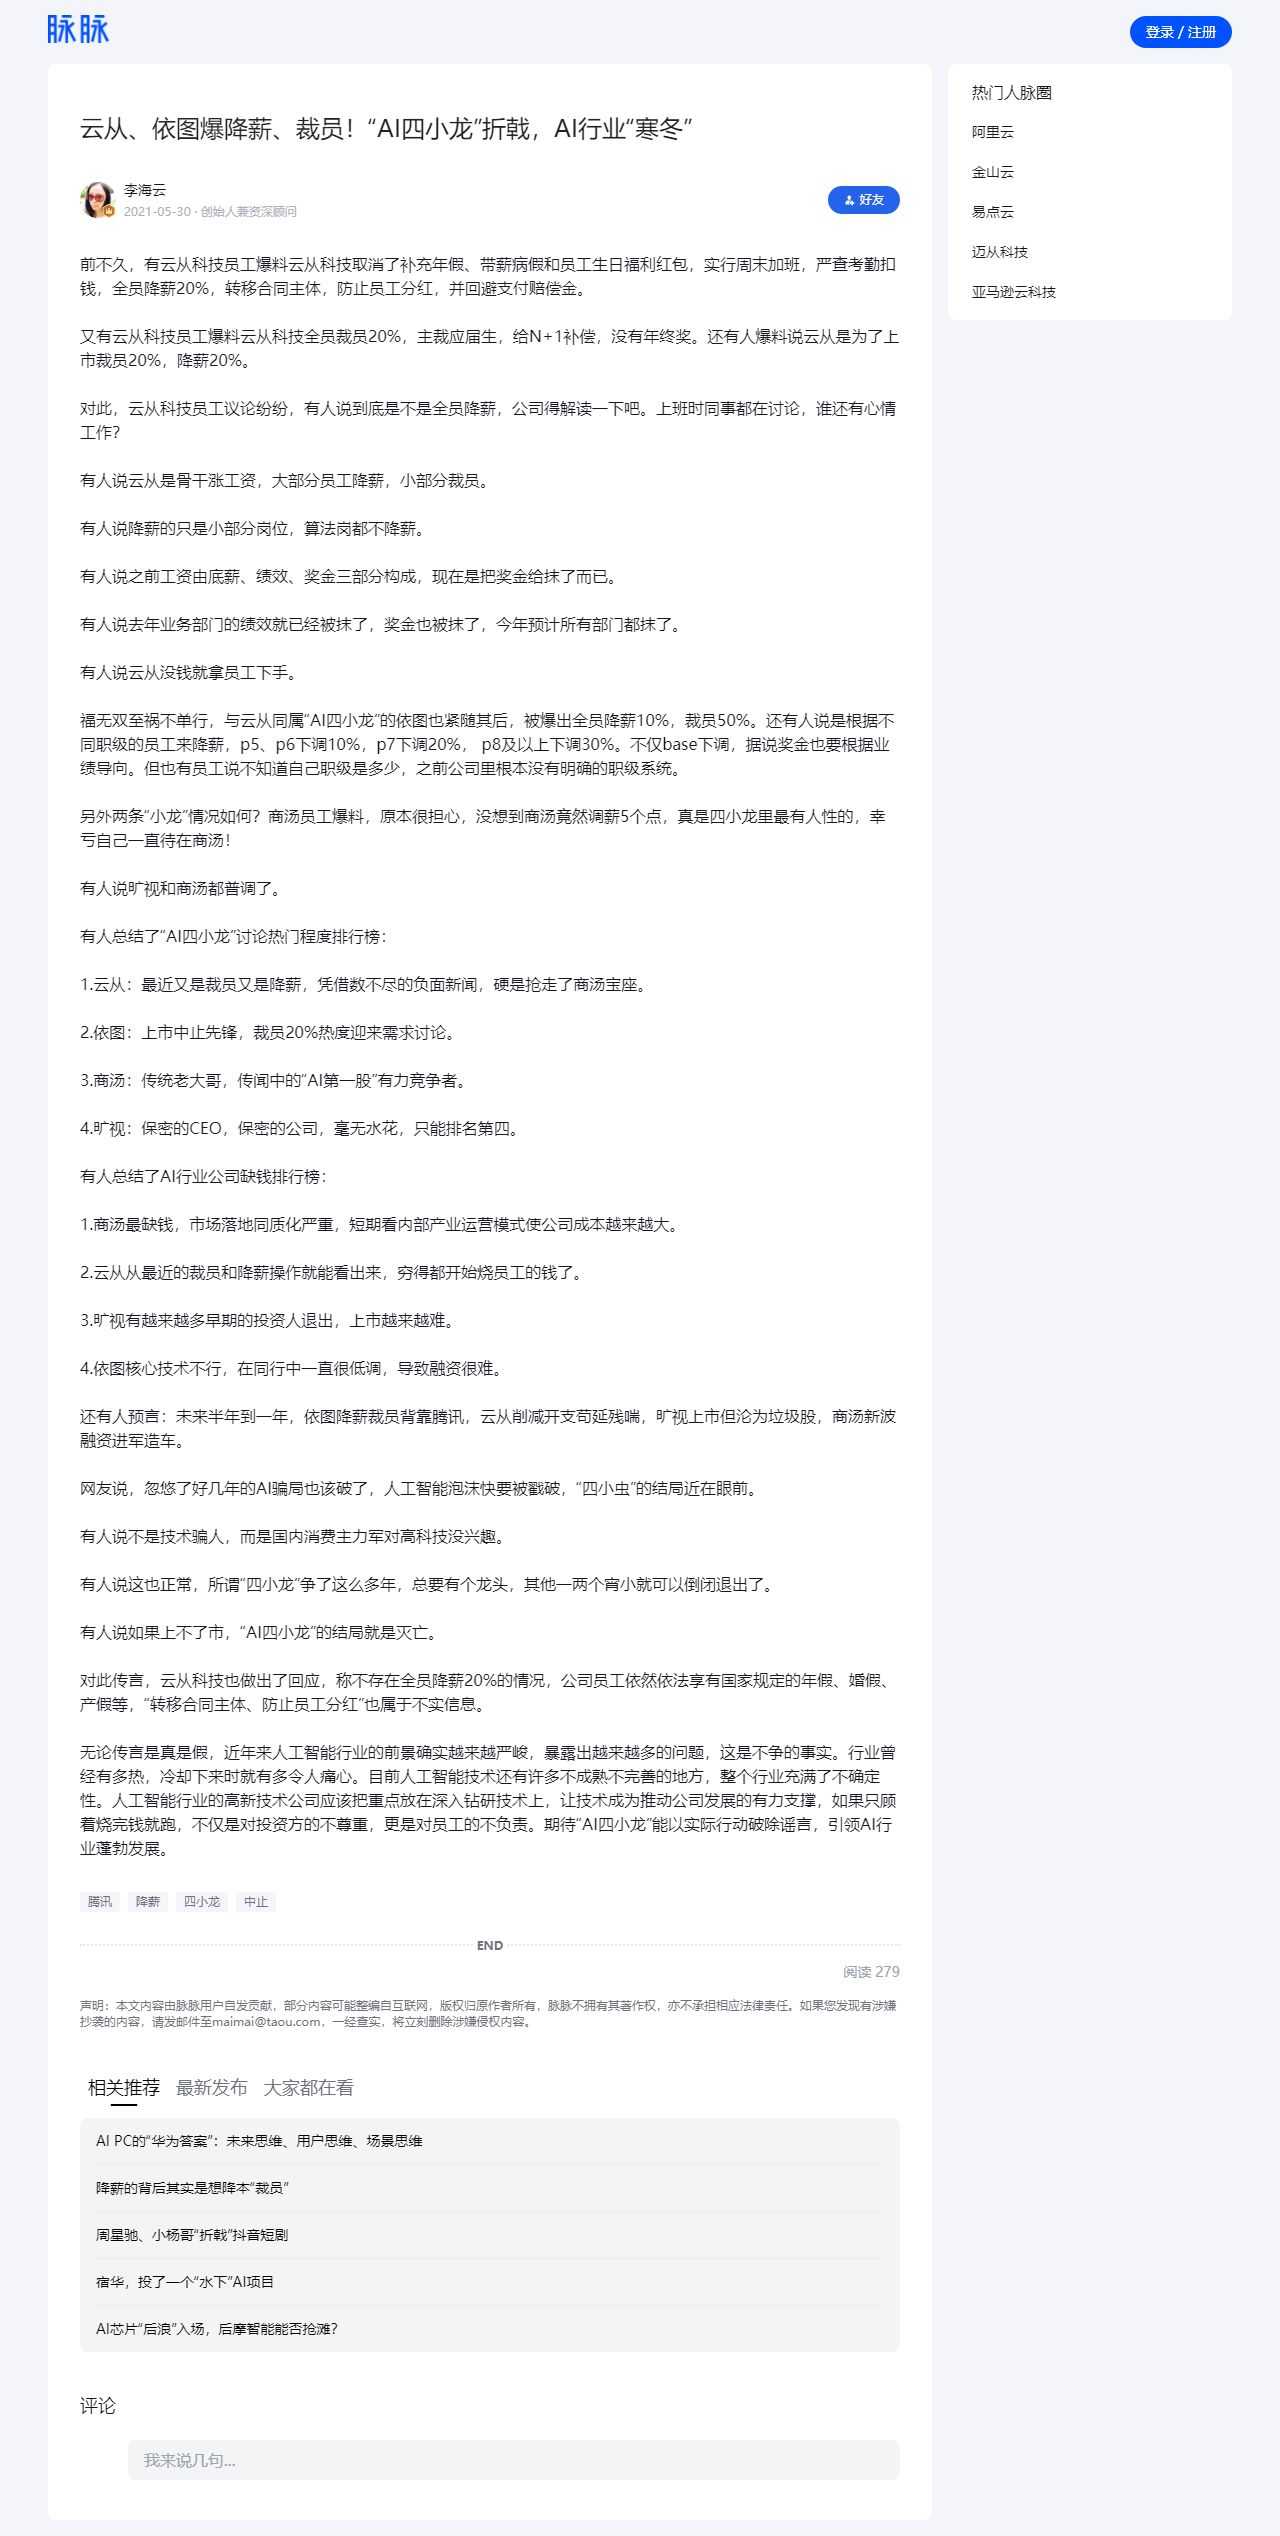 脉脉
登录 / 注册
云从、依图爆降薪、裁员！“AI四小龙”折戟，AI行业“寒冬”
李海云
2021-05-30 · 创始人兼资深顾问
好友
前不久，有云从科技员工爆料云从科技取消了补充年假、带薪病假和员工生日福利红包，实行周末加班，严查考勤扣
钱，全员降薪20%，转移合同主体，防止员工分红，并回避支付赔偿金。
又有云从科技员工爆料云从科技全员裁员20%，主裁应届生，给N+1补偿，没有年终奖。还有人爆料说云从是为了上
市裁员20%，降薪20%。
对此，云从科技员工议论纷纷，有人说到底是不是全员降薪，公司得解读一下吧。上班时同事都在讨论，谁还有心情
工作？
有人说云从是骨干涨工资，大部分员工降薪，小部分裁员。
有人说降薪的只是小部分岗位，算法岗都不降薪。
有人说之前工资由底薪、绩效、奖金三部分构成，现在是把奖金给抹了而已。
有人说去年业务部门的绩效就已经被抹了，奖金也被抹了，今年预计所有部门都抹了。
有人说云从没钱就拿员工下手。
福无双至祸不单行，与云从同属“AI四小龙”的依图也紧随其后，被爆出全员降薪10%，裁员50%。还有人说是根据不
同职级的员工来降薪，p5、p6下调10%，p7下调20%， p8及以上下调30%。不仅base下调，据说奖金也要根据业
绩导向。但也有员工说不知道自己职级是多少，之前公司里根本没有明确的职级系统。
另外两条“小龙”情况如何？商汤员工爆料，原本很担心，没想到商汤竟然调薪5个点，真是四小龙里最有人性的，幸
亏自己一直待在商汤！
有人说旷视和商汤都普调了。
有人总结了“AI四小龙”讨论热门程度排行榜：
1.云从：最近又是裁员又是降薪，凭借数不尽的负面新闻，硬是抢走了商汤宝座。
2.依图：上市中止先锋，裁员20%热度迎来需求讨论。
3.商汤：传统老大哥，传闻中的“AI第一股”有力竞争者。
4.旷视：保密的CEO，保密的公司，毫无水花，只能排名第四。
有人总结了AI行业公司缺钱排行榜：
1.商汤最缺钱，市场落地同质化严重，短期看内部产业运营模式使公司成本越来越大。
2.云从从最近的裁员和降薪操作就能看出来，穷得都开始烧员工的钱了。
3.旷视有越来越多早期的投资人退出，上市越来越难。
4.依图核心技术不行，在同行中一直很低调，导致融资很难。
还有人预言：未来半年到一年，依图降薪裁员背靠腾讯，云从削减开支苟延残喘，旷视上市但沦为垃圾股，商汤新波
融资进军造车。
网友说，忽悠了好几年的AI骗局也该破了，人工智能泡沫快要被戳破，“四小虫”的结局近在眼前。
有人说不是技术骗人，而是国内消费主力军对高科技没兴趣。
有人说这也正常，所谓“四小龙”争了这么多年，总要有个龙头，其他一两个宵小就可以倒闭退出了。
有人说如果上不了市，“AI四小龙”的结局就是灭亡。
对此传言，云从科技也做出了回应，称不存在全员降薪20%的情况，公司员工依然依法享有国家规定的年假、婚假、
产假等，“转移合同主体、防止员工分红”也属于不实信息。
无论传言是真是假，近年来人工智能行业的前景确实越来越严峻，暴露出越来越多的问题，这是不争的事实。行业曾
经有多热，冷却下来时就有多令人痛心。目前人工智能技术还有许多不成熟不完善的地方，整个行业充满了不确定
性。人工智能行业的高新技术公司应该把重点放在深入钻研技术上，让技术成为推动公司发展的有力支撑，如果只顾
着烧完钱就跑，不仅是对投资方的不尊重，更是对员工的不负责。期待“AI四小龙”能以实际行动破除谣言，引领AI行
业蓬勃发展。
腾讯 降薪 四小龙 中止
END
阅读 279
声明：本文内容由脉脉用户自发贡献，部分内容可能整编自互联网，版权归原作者所有，脉脉不拥有其著作权，亦不承担相应法律责任。如果您发现有涉嫌
抄袭的内容，请发邮件至maimai@taou.com，一经查实，将立刻删除涉嫌侵权内容。
相关推荐 最新发布 大家都在看
AI PC的“华为答案”：未来思维、用户思维、场景思维
降薪的背后其实是想降本“裁员”
周星驰、小杨哥“折戟”抖音短剧
宿华，投了一个“水下”AI项目
AI芯片“后浪”入场，后摩智能能否抢滩？
评论
我来说几句...
热门人脉圈
阿里云
金山云
易点云
迈从科技
亚马逊云科技